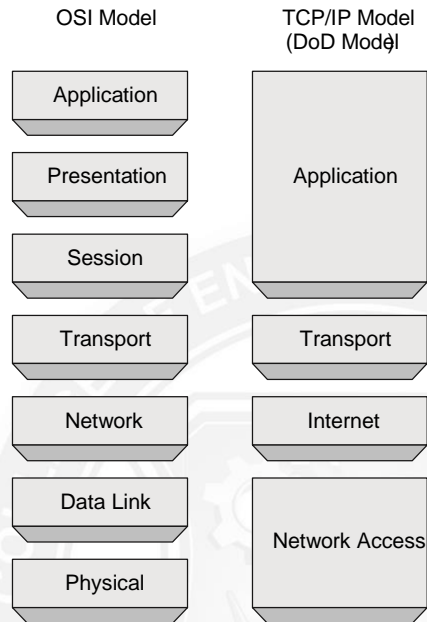 OSI Model
TCP/IP Model
(DoD Model)
Application
Presentation
Session
Transport
Network
Data Link
Physical
Application
Transport
Internet
Network Access
EN